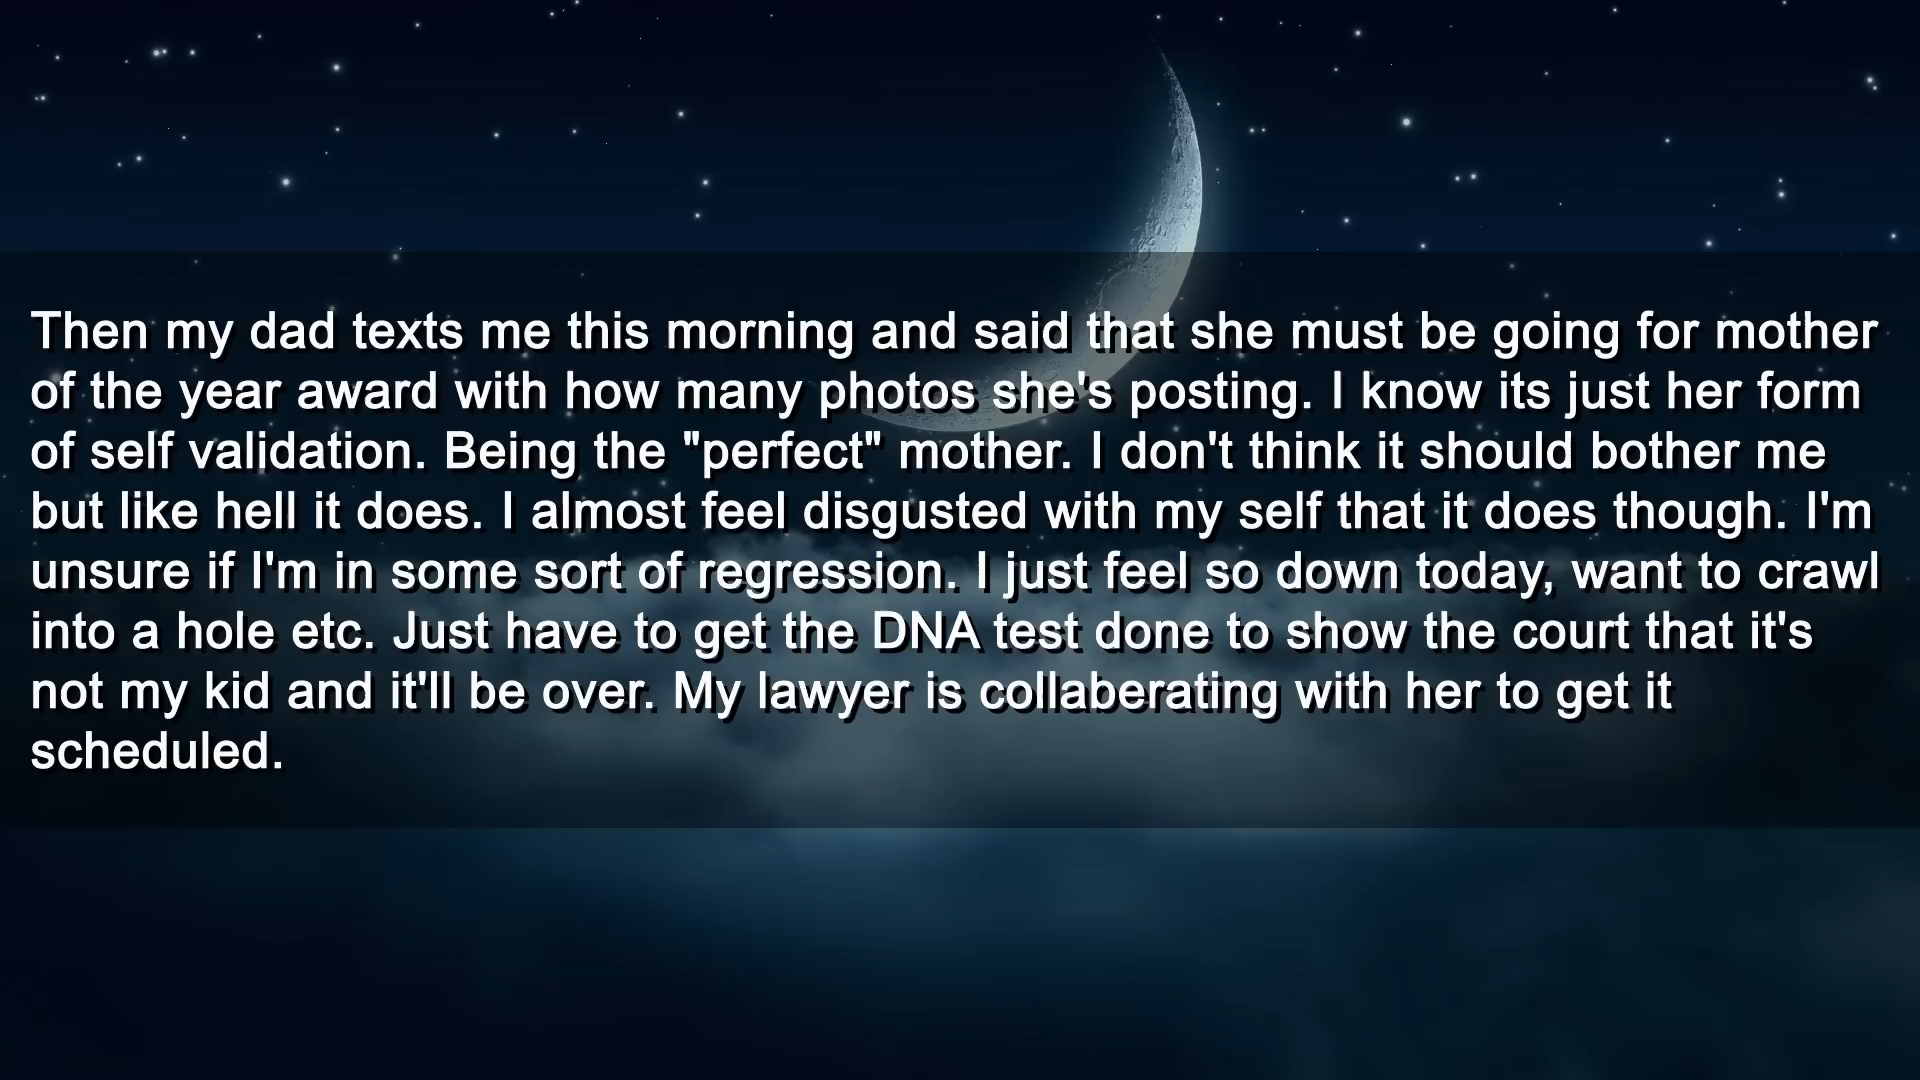 Then my dad texts me this morning and said that she must be going for mother
of the year award with how many photos she's posting. I know its just her form
of self validation. Being the "perfect" mother. I don't think it should bother me
but like hell it does. I almost feel disgusted with my self that it does though. I'm
unsure if I'm in some sort of regression. I just feel so down today, want to crawl
into a hole etc. Just have to get the DNA test done to show the court that it's
not my kid and it'll be over. My lawyer is collaberating with her to get it
scheduled.